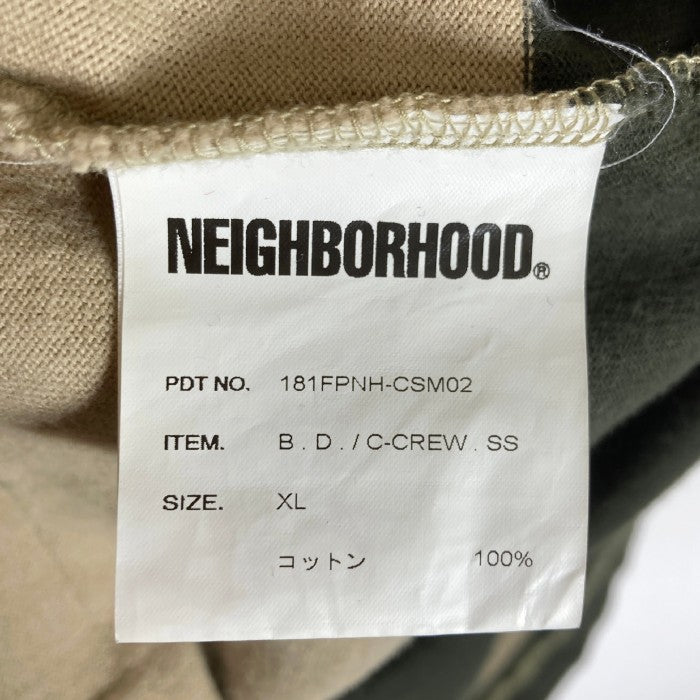 NEIGHBORHOOD®
PDT NO. 181FPNH-CSM02
ITEM. B . D . / C-CREW . SS
SIZE. XL
コットン 100%